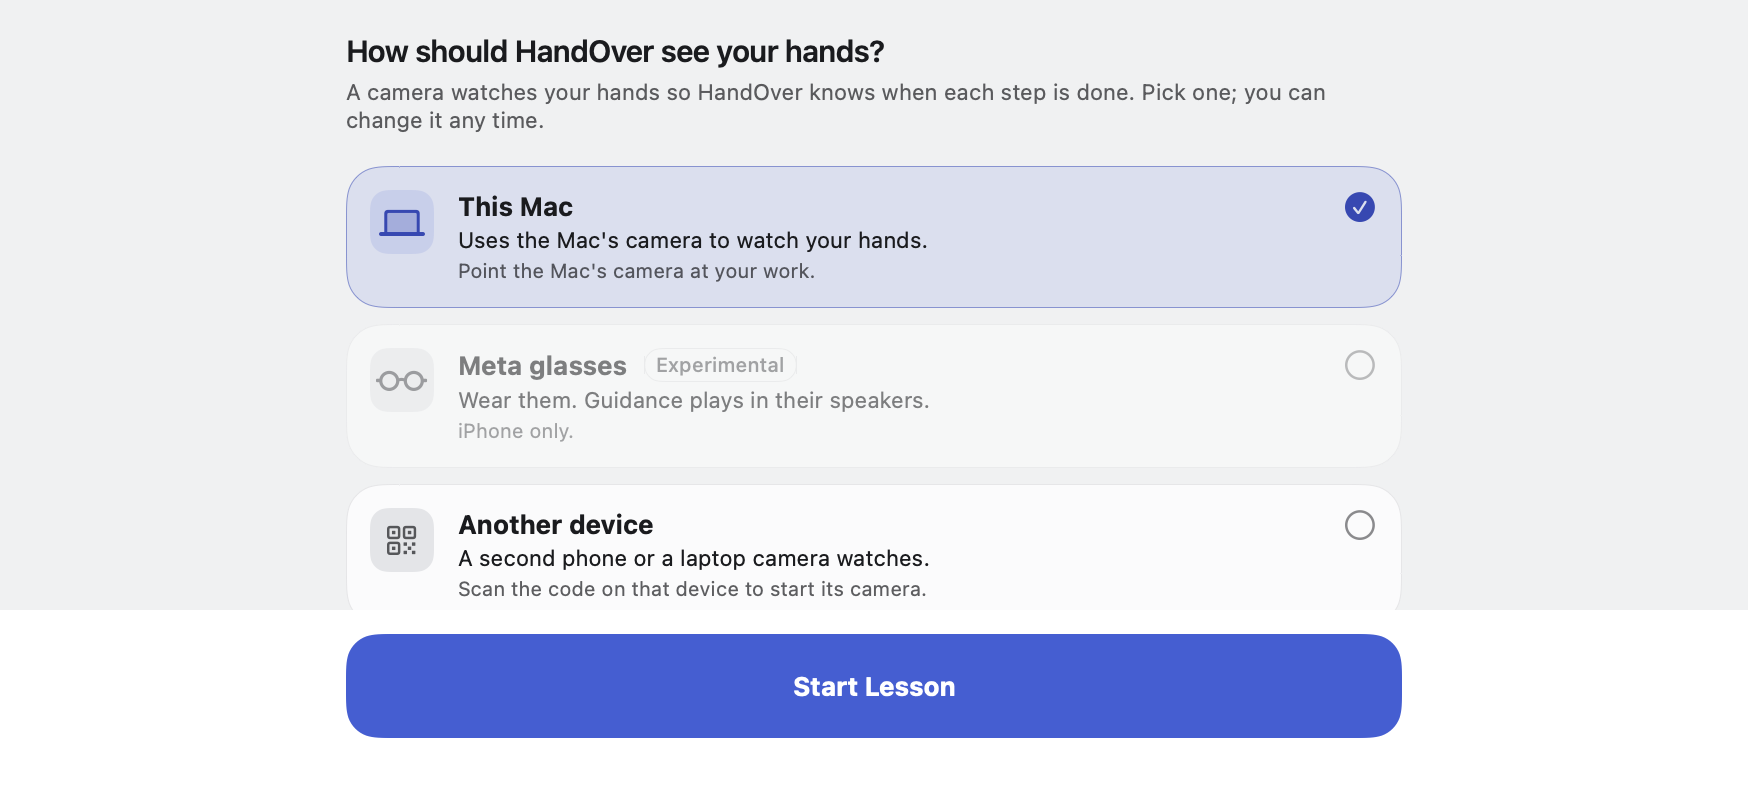 How should HandOver see your hands?
A camera watches your hands so HandOver knows when each step is done. Pick one; you can
change it any time.
This Mac
Uses the Mac's camera to watch your hands.
Point the Mac's camera at your work.
Meta glasses Experimental
Wear them. Guidance plays in their speakers.
iPhone only.
Another device
A second phone or a laptop camera watches.
Scan the code on that device to start its camera.
Start Lesson